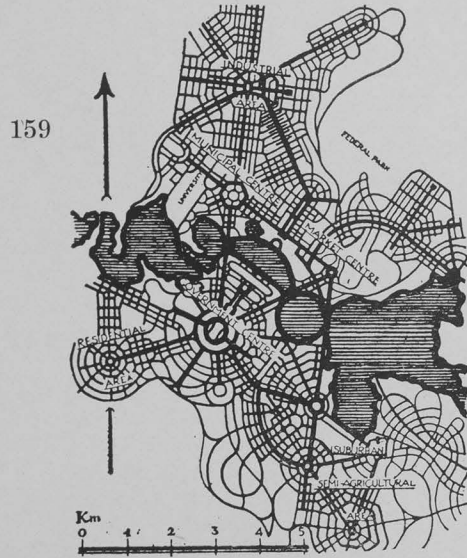 INDUSTRIAL
AREA
159
FEDERAL PARK
MUNICIPAL CENTRE
UNIVERSITY
MARKET CENTRE
GOVERNMENT CENTRE
RESIDENTIAL
AREA
SUBURBAN
SEMI-AGRICULTURAL
AREA
Km
0 1 2 3 4 5